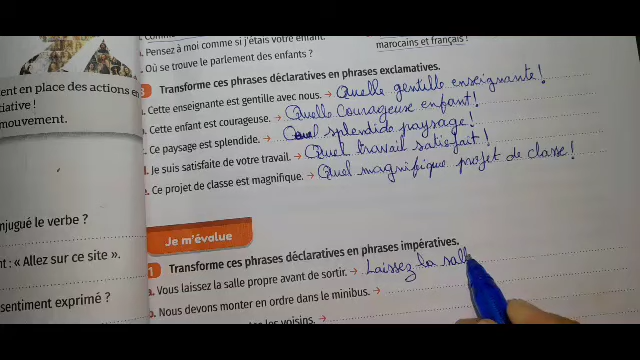 b. Pensez à moi comme si j'étais votre enfant.
c. Où se trouve le parlement des enfants ?
marocains et français !
ent en place des actions en
tiative !
mouvement.
3 Transforme ces phrases déclaratives en phrases exclamatives.
a. Cette enseignante est gentille avec nous. → Quelle gentille enseignante !
b. Cette enfant est courageuse. → Quelle courageuse enfant !
c. Ce paysage est splendide. → Quel splendide paysage !
d. Je suis satisfaite de votre travail. → Quel travail satisfait !
e. Ce projet de classe est magnifique. → Quel magnifique projet de classe !
njugué le verbe ?
nt : « Allez sur ce site ».
sentiment exprimé ?
Je m'évalue
1 Transforme ces phrases déclaratives en phrases impératives.
a. Vous laissez la salle propre avant de sortir. → Laissez la sall
b. Nous devons monter en ordre dans le minibus. →
les voisins. →